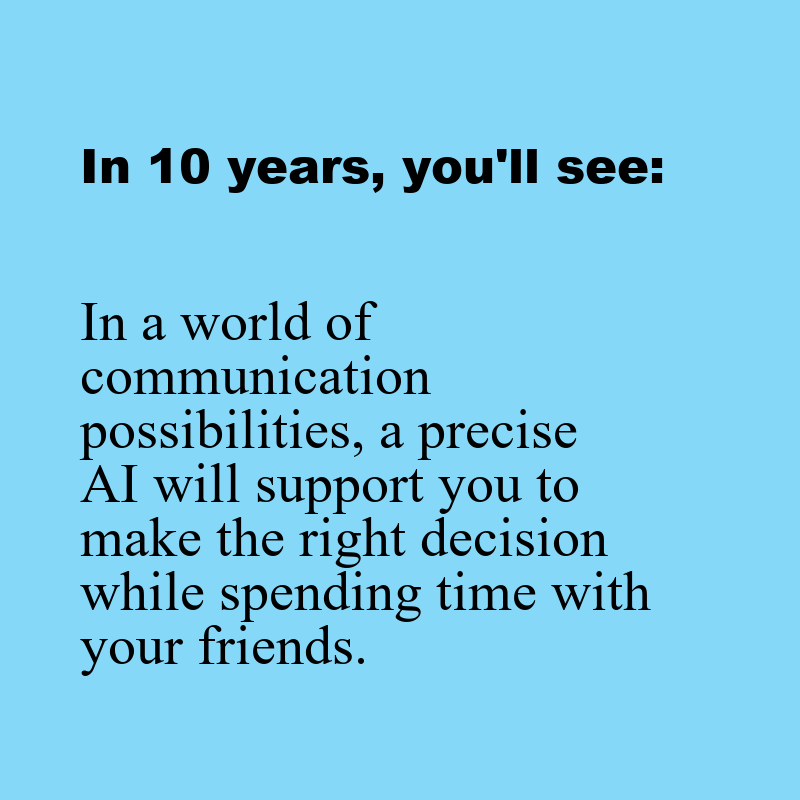 In 10 years, you'll see:
In a world of
communication
possibilities, a precise
AI will support you to
make the right decision
while spending time with
your friends.